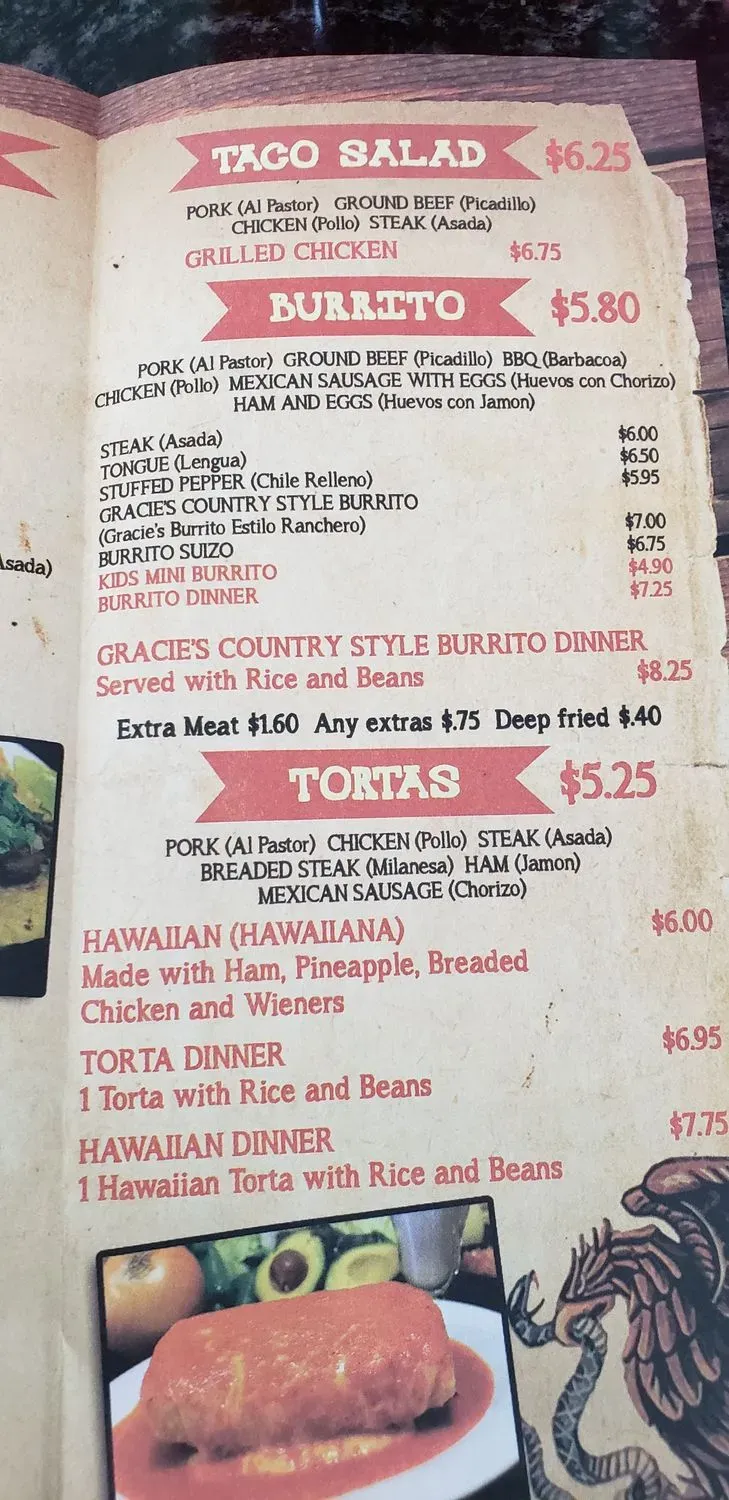 TACO SALAD $6.25
PORK (Al Pastor) GROUND BEEF (Picadillo)
CHICKEN (Pollo) STEAK (Asada)
GRILLED CHICKEN $6.75
BURRITO $5.80
PORK (Al Pastor) GROUND BEEF (Picadillo) BBQ (Barbacoa)
CHICKEN (Pollo) MEXICAN SAUSAGE WITH EGGS (Huevos con Chorizo)
HAM AND EGGS (Huevos con Jamon)
STEAK (Asada) $6.00
TONGUE (Lengua) $6.50
STUFFED PEPPER (Chile Relleno) $5.95
GRACIE'S COUNTRY STYLE BURRITO
(Gracie's Burrito Estilo Ranchero) $7.00
BURRITO SUIZO $6.75
KIDS MINI BURRITO $4.90
BURRITO DINNER $7.25
Asada)
GRACIE'S COUNTRY STYLE BURRITO DINNER
Served with Rice and Beans $8.25
Extra Meat $1.60 Any extras $.75 Deep fried $.40
TORTAS $5.25
PORK (Al Pastor) CHICKEN (Pollo) STEAK (Asada)
BREADED STEAK (Milanesa) HAM (Jamon)
MEXICAN SAUSAGE (Chorizo)
HAWAIIAN (HAWAIIANA) $6.00
Made with Ham, Pineapple, Breaded
Chicken and Wieners
TORTA DINNER $6.95
1 Torta with Rice and Beans
HAWAIIAN DINNER $7.75
1 Hawaiian Torta with Rice and Beans